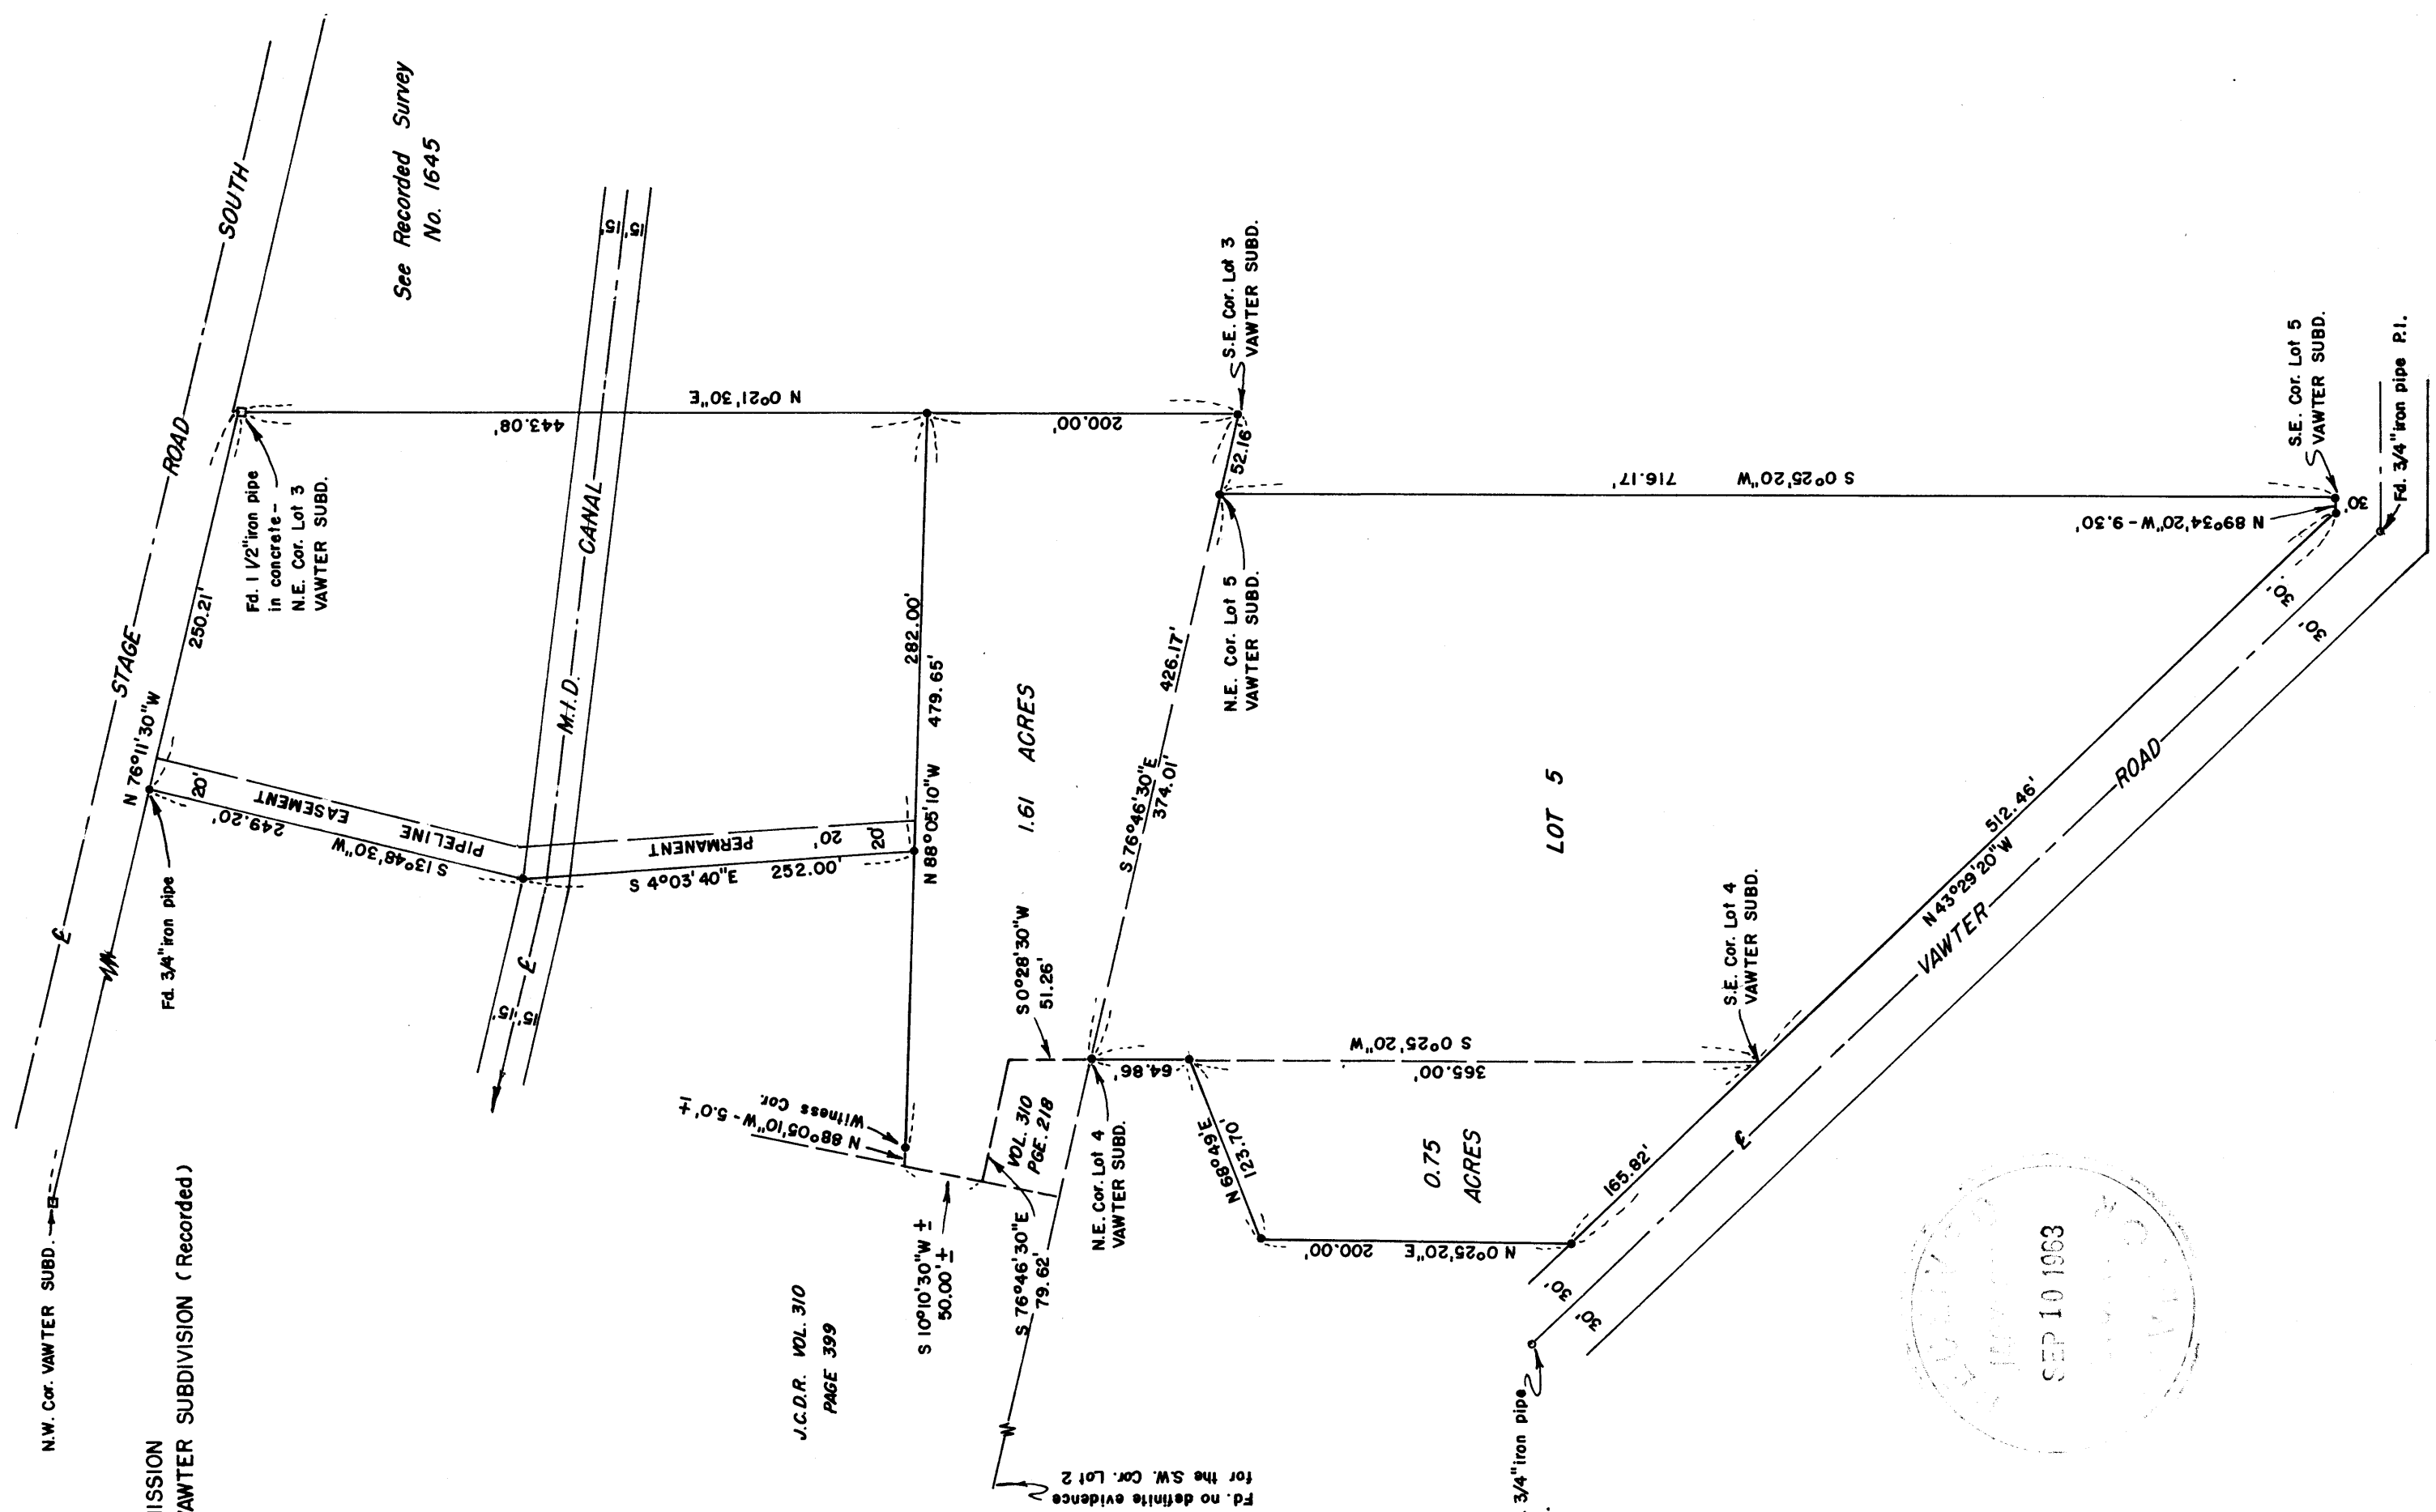 N.W. Cor. VAWTER SUBD.
ISSION
AWTER SUBDIVISION (Recorded)
STAGE ROAD SOUTH
℄
N 76°11'30"W
250.21'
Fd. 3/4"iron pipe
Fd. 1 1/2"iron pipe
in concrete-
N.E. Cor. Lot 3
VAWTER SUBD.
See Recorded Survey
No. 1645
20'
S 13°48'30"W
249.20'
PIPELINE EASEMENT
M.I.D. CANAL
℄
15' 15'
15' 15'
443.08'
N 0°21'30"E
S 4°03'40"E 252.00'
PERMANENT
20'
20'
282.00'
N 88°05'10"W 479.65'
200.00'
1.61 ACRES
S.E. Cor. Lot 3
VAWTER SUBD.
52.16'
426.17'
S 76°46'30"E
374.01'
N.E. Cor. Lot 5
VAWTER SUBD.
S 0°28'30"W
51.26'
N 88°05'10"W - 5.0'±
Witness Cor.
VOL. 310
PGE. 218
S 10°10'30"W ±
50.00'±
S 76°46'30"E
79.62'
J.C.D.R. VOL. 310
PAGE 399
N.E. Cor. Lot 4
VAWTER SUBD.
64.86'
365.00'
S 0°25'20"W
N 68°49'E
123.70'
N 0°25'20"E
200.00'
0.75
ACRES
LOT 5
716.17'
S 0°25'20"W
S.E. Cor. Lot 4
VAWTER SUBD.
165.82'
512.46'
N 43°29'20"W
VAWTER ROAD
℄
30'
30'
30'
30'
30'
N 89°34'20"W - 9.30'
S.E. Cor. Lot 5
VAWTER SUBD.
Fd. 3/4"iron pipe P.I.
Fd. no definite evidence
for the S.W. Cor. Lot 2
3/4"iron pipe
SEP 10 1963